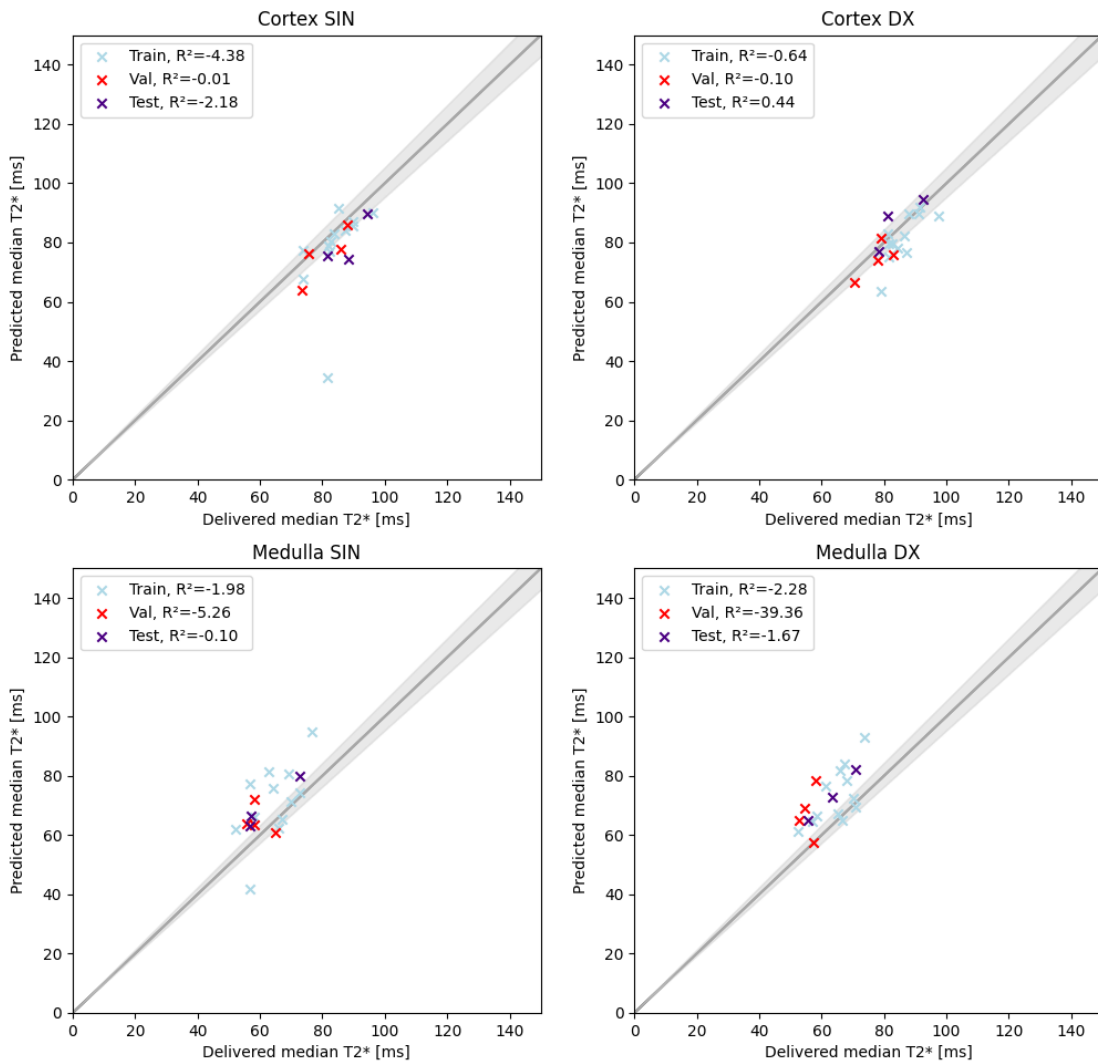 Cortex SIN
Train, R²=-4.38
Val, R²=-0.01
Test, R²=-2.18
140
120
100
80
60
40
20
0
Predicted median T2* [ms]
0 20 40 60 80 100 120 140
Delivered median T2* [ms]
Cortex DX
Train, R²=-0.64
Val, R²=-0.10
Test, R²=0.44
140
120
100
80
60
40
20
0
Predicted median T2* [ms]
0 20 40 60 80 100 120 140
Delivered median T2* [ms]
Medulla SIN
Train, R²=-1.98
Val, R²=-5.26
Test, R²=-0.10
140
120
100
80
60
40
20
0
Predicted median T2* [ms]
0 20 40 60 80 100 120 140
Delivered median T2* [ms]
Medulla DX
Train, R²=-2.28
Val, R²=-39.36
Test, R²=-1.67
140
120
100
80
60
40
20
0
Predicted median T2* [ms]
0 20 40 60 80 100 120 140
Delivered median T2* [ms]